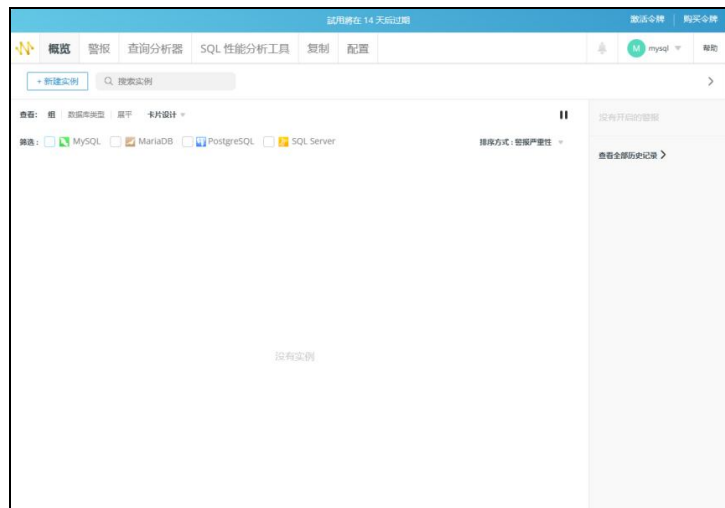 试用将在 14 天后过期 激活令牌 购买令牌
概览 警报 查询分析器 SQL 性能分析工具 复制 配置 M mysql 帮助
+ 新建实例 搜索实例
查看: 组 数据库类型 展平 卡片设计 没有开启的警报
筛选: MySQL MariaDB PostgreSQL SQL Server 排序方式: 警报严重性
查看全部历史记录
没有实例